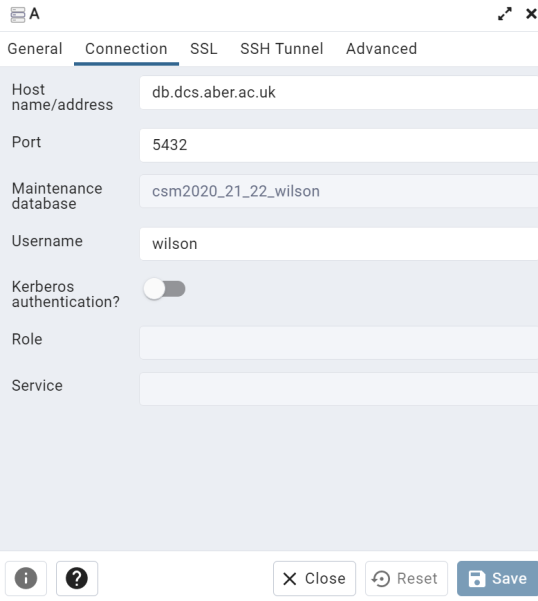 A
General Connection SSL SSH Tunnel Advanced
Host name/address
db.dcs.aber.ac.uk
Port
5432
Maintenance database
csm2020_21_22_wilson
Username
wilson
Kerberos authentication?
Role
Service
Close Reset Save